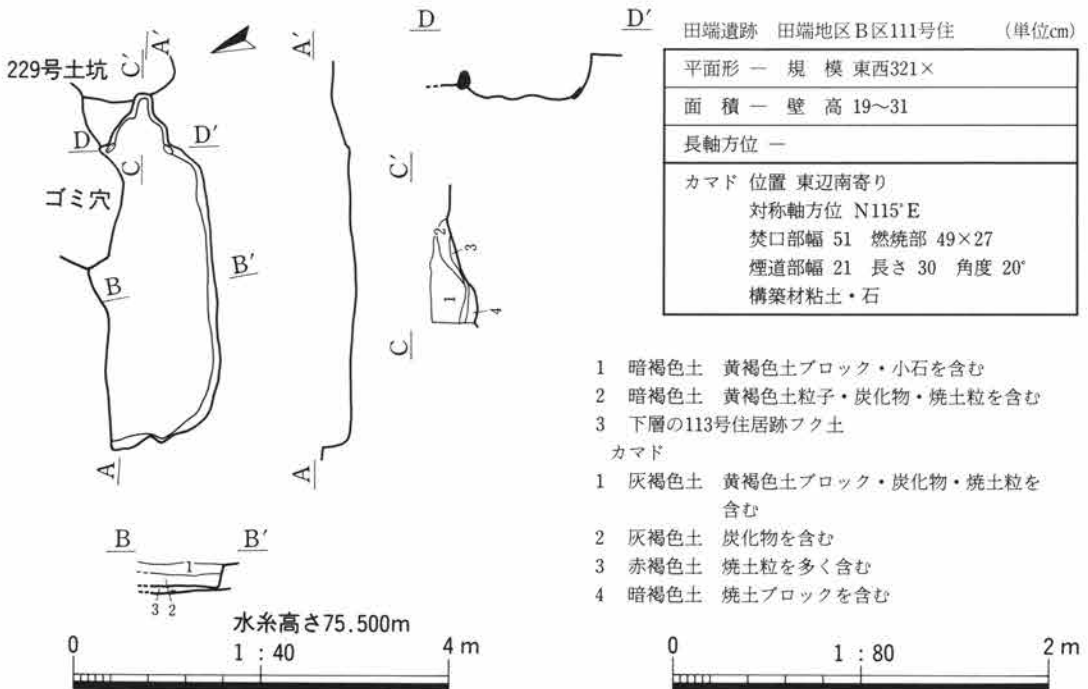 田端遺跡 田端地区B区111号住 (単位cm)
平面形 ー 規 模 東西321×
面 積 ー 壁 高 19〜31
長軸方位 ー
カマド 位置 東辺南寄り
対称軸方位 N115°E
焚口部幅 51 燃焼部 49×27
煙道部幅 21 長さ 30 角度 20°
構築材粘土・石
229号土坑
ゴミ穴
A
A′
B
B′
C
C′
D
D′
A
A′
C
C′
1
2
3
4
D
D′
B
B′
1
2
3
1 暗褐色土 黄褐色土ブロック・小石を含む
2 暗褐色土 黄褐色土粒子・炭化物・焼土粒を含む
3 下層の113号住居跡フク土
カマド
1 灰褐色土 黄褐色土ブロック・炭化物・焼土粒を
含む
2 灰褐色土 炭化物を含む
3 赤褐色土 焼土粒を多く含む
4 暗褐色土 焼土ブロックを含む
水糸高さ75.500m
0 1:40 4 m
0 1:80 2 m